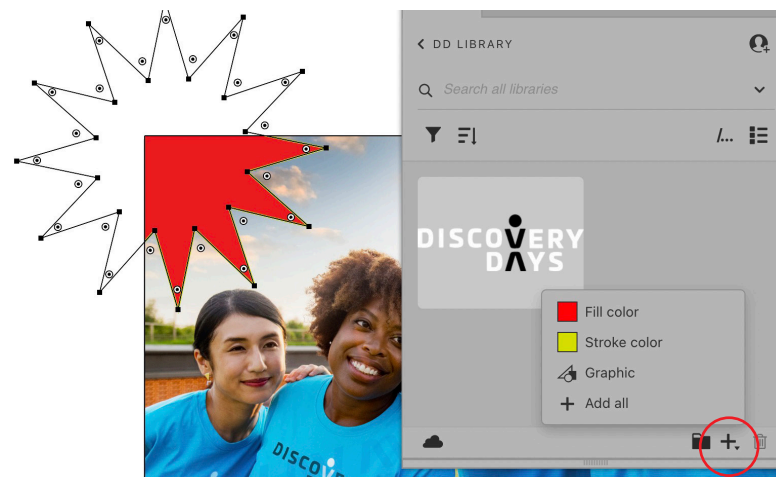 DD LIBRARY
Search all libraries
/...
DISCOVERY
DAYS
Fill color
Stroke color
Graphic
Add all
DISCOV